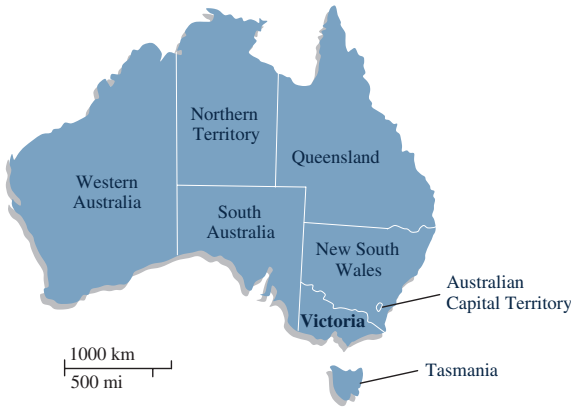 Northern
Territory
Queensland
Western
Australia
South
Australia
New South
Wales
Australian
Capital Territory
Victoria
1000 km
500 mi
Tasmania